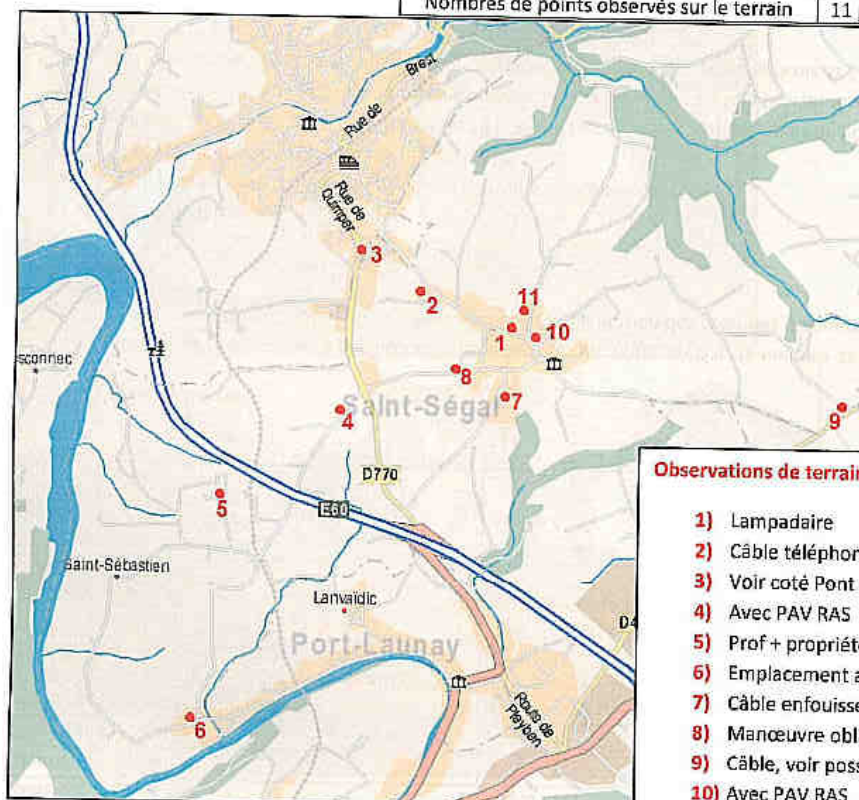 Nombres de points observés sur le terrain 11
Brest
Rue de
Rue de
Quimper
3
2
11
1
10
8
7
Saint-Ségal
4
9
D770
5
E60
Saint-Sébastien
Lanvaïdic
Port-Launay
6
Route de
Pleyben
Observations de terrain
1) Lampadaire
2) Câble téléphon
3) Voir coté Pont
4) Avec PAV RAS
5) Prof + propriét
6) Emplacement a
7) Câble enfouisse
8) Manœuvre obl
9) Câble, voir poss
10) Avec PAV RAS